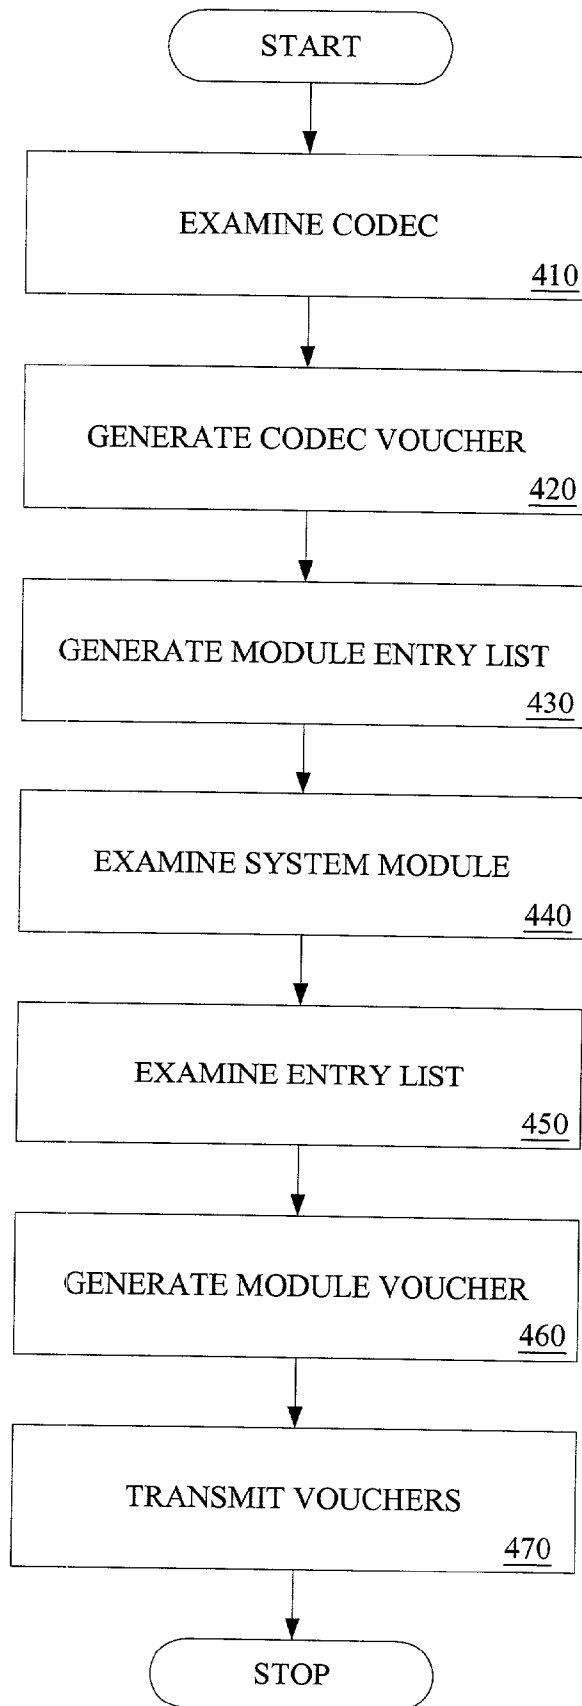 START
EXAMINE CODEC
410
GENERATE CODEC VOUCHER
420
GENERATE MODULE ENTRY LIST
430
EXAMINE SYSTEM MODULE
440
EXAMINE ENTRY LIST
450
GENERATE MODULE VOUCHER
460
TRANSMIT VOUCHERS
470
STOP